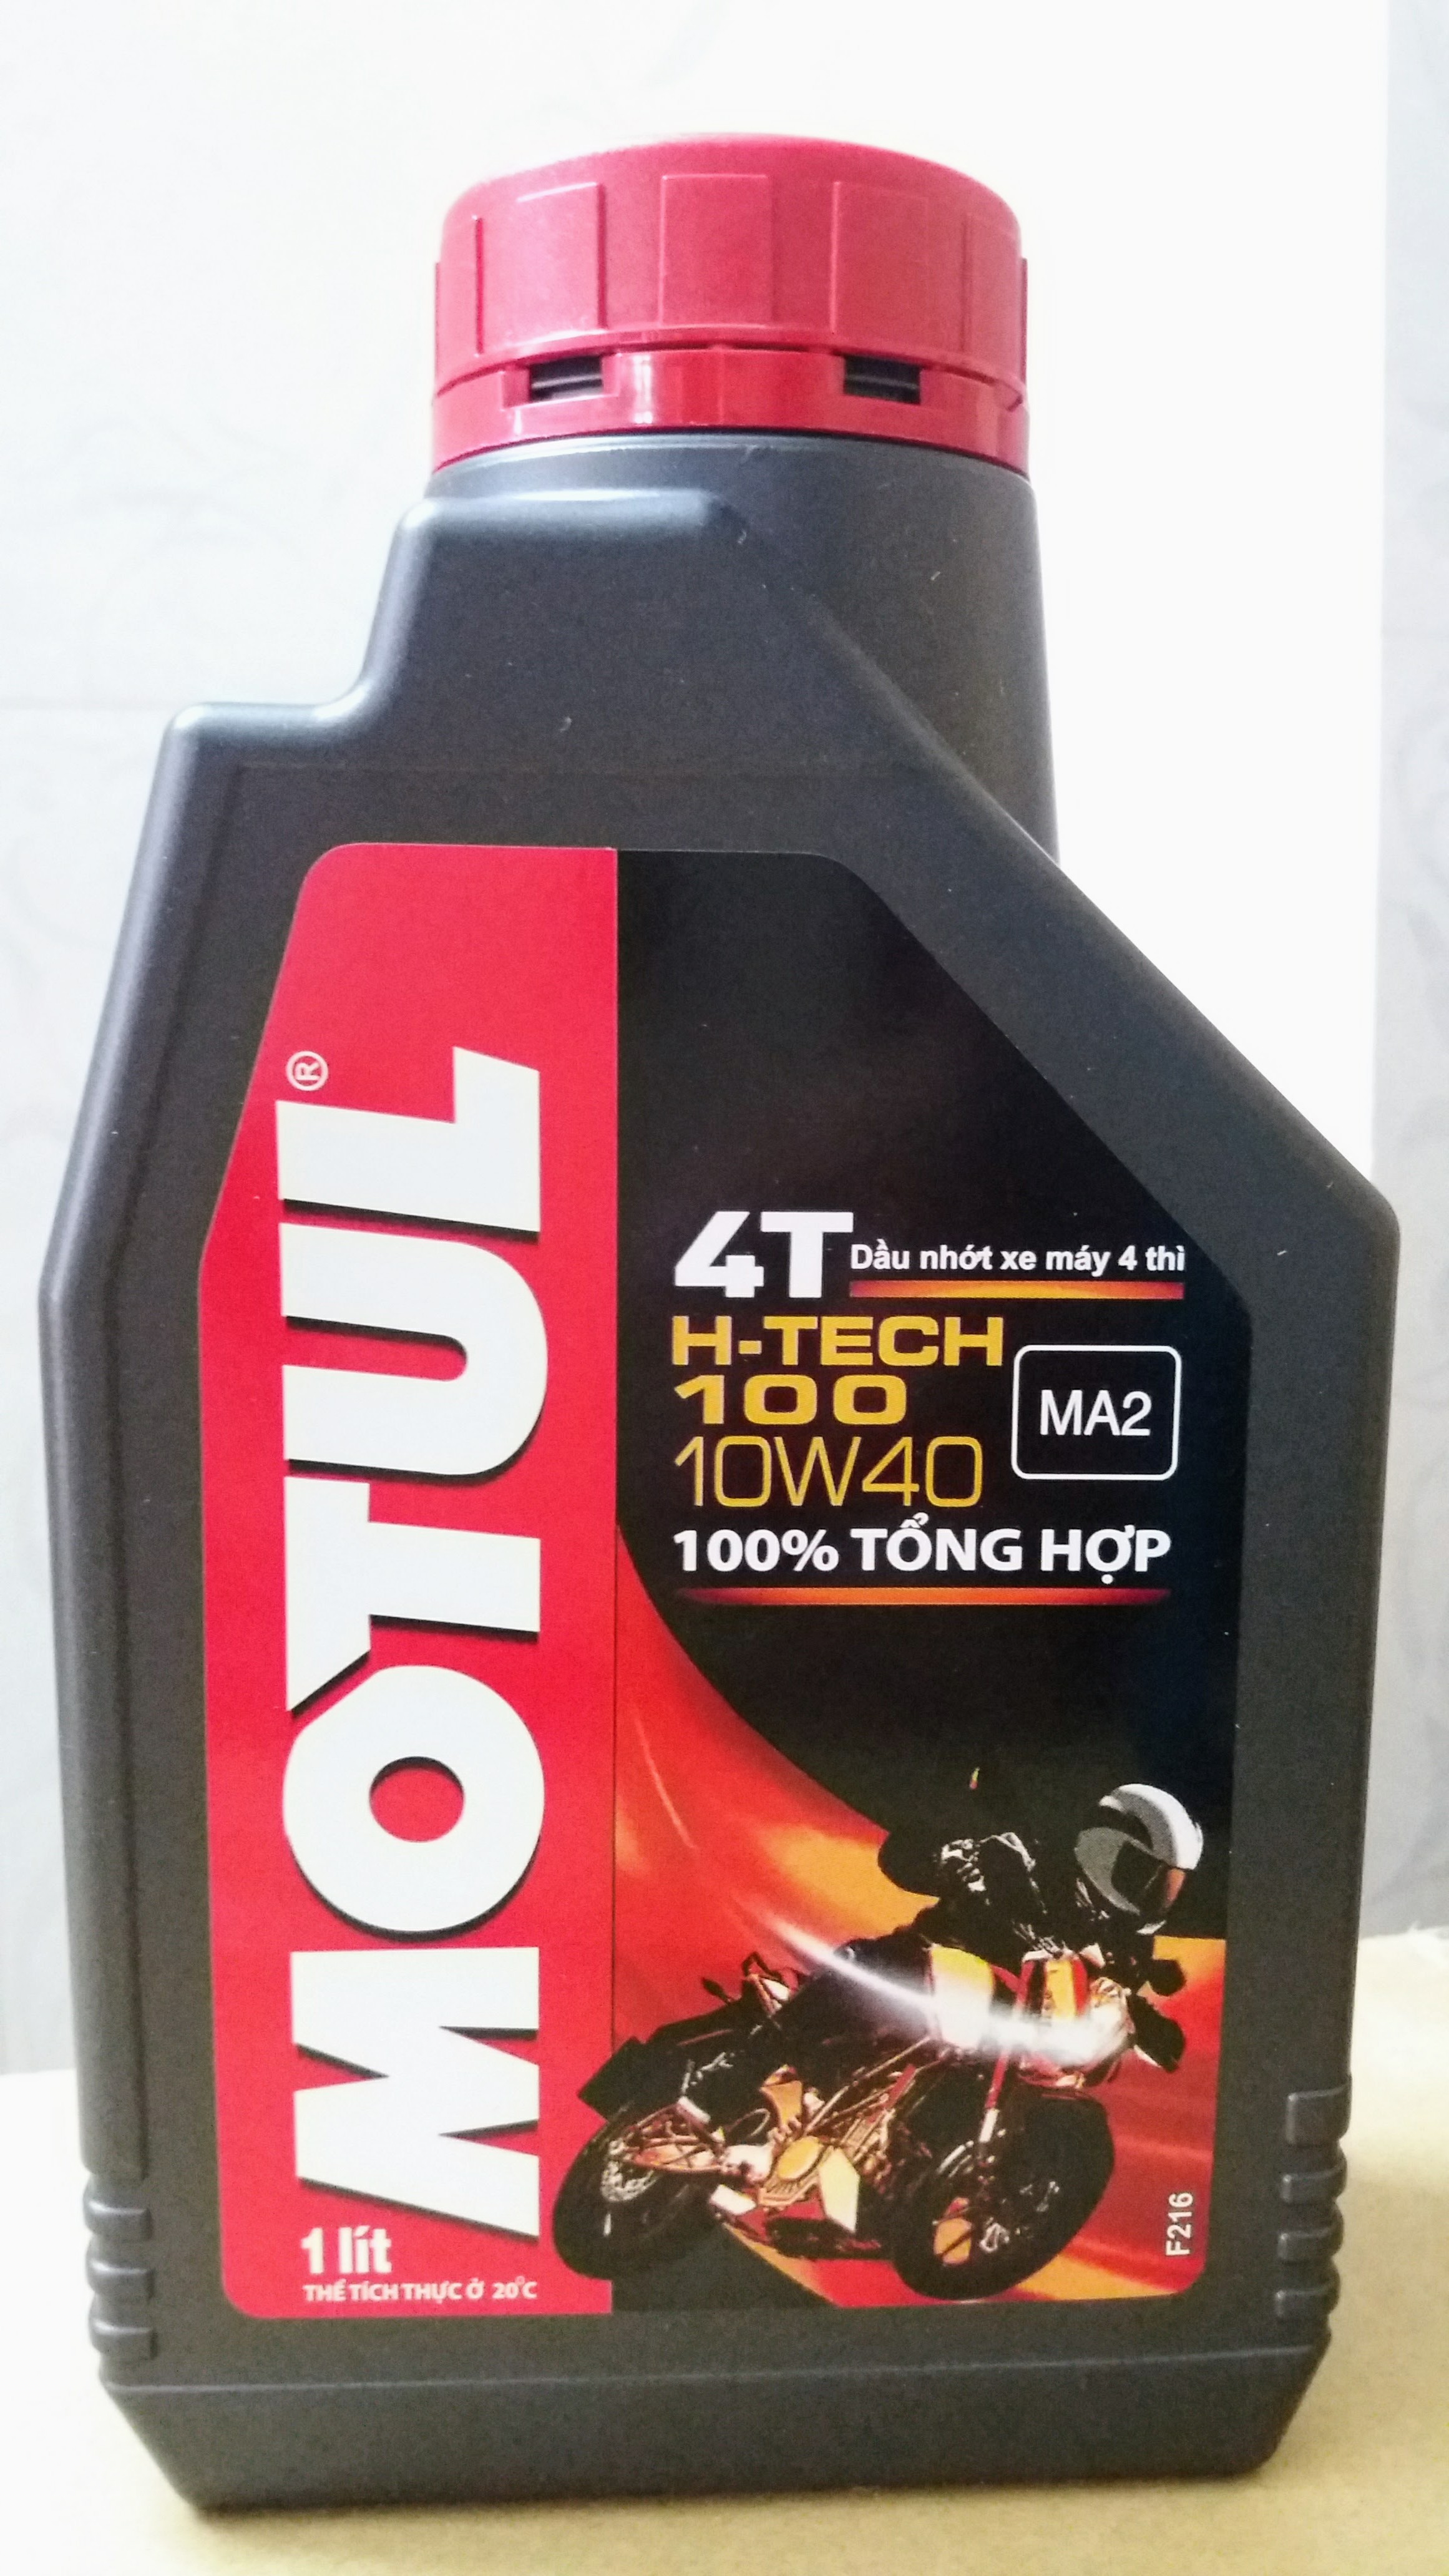 MOTUL®
4T Dầu nhớt xe máy 4 thì
H-TECH
100
MA2
10W40
100% TỔNG HỢP
F216
1 lít
THỂ TÍCH THỰC Ở 20°C